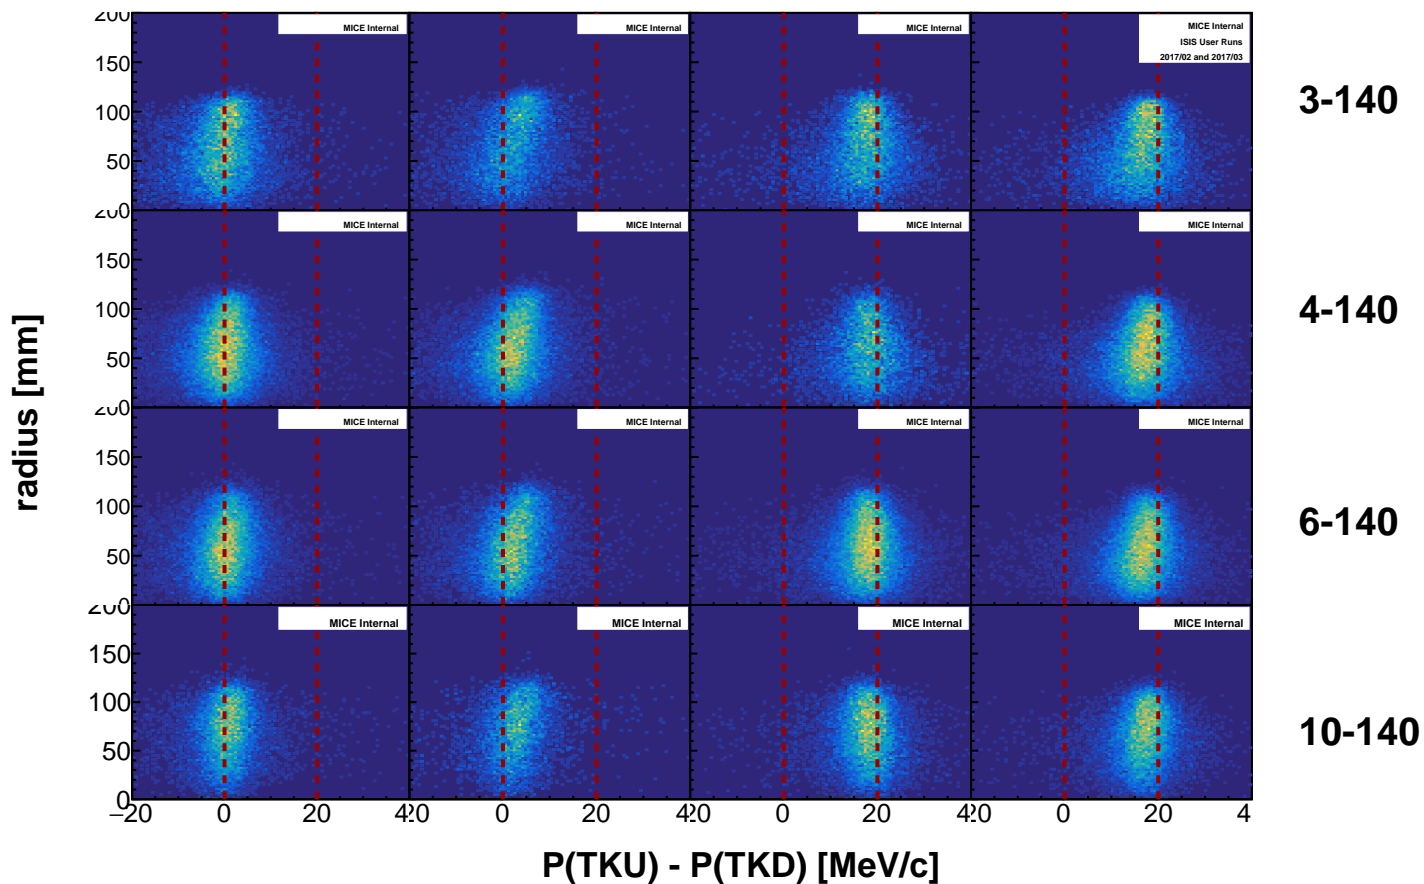 200 MICE Internal MICE Internal MICE Internal MICE Internal
ISIS User Runs
2017/02 and 2017/03
150
100 3-140
50
200 MICE Internal MICE Internal MICE Internal MICE Internal
150
100 4-140
50
200 MICE Internal MICE Internal MICE Internal MICE Internal
150
100 6-140
50
200 MICE Internal MICE Internal MICE Internal MICE Internal
150
100
50 10-140
0
radius [mm]
−20 0 20 0 20 0 20 0 20
P(TKU) - P(TKD) [MeV/c]